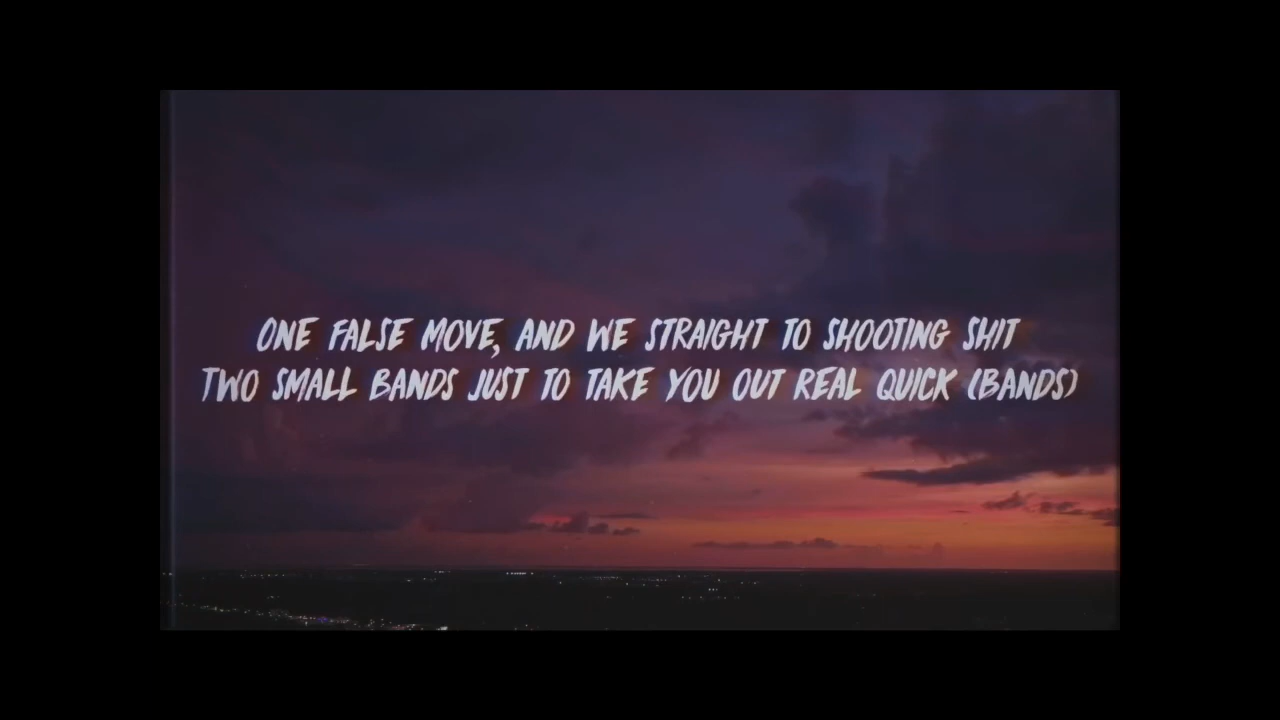 ONE FALSE MOVE, AND WE STRAIGHT TO SHOOTING SHIT
TWO SMALL BANDS JUST TO TAKE YOU OUT REAL QUICK (BANDS)